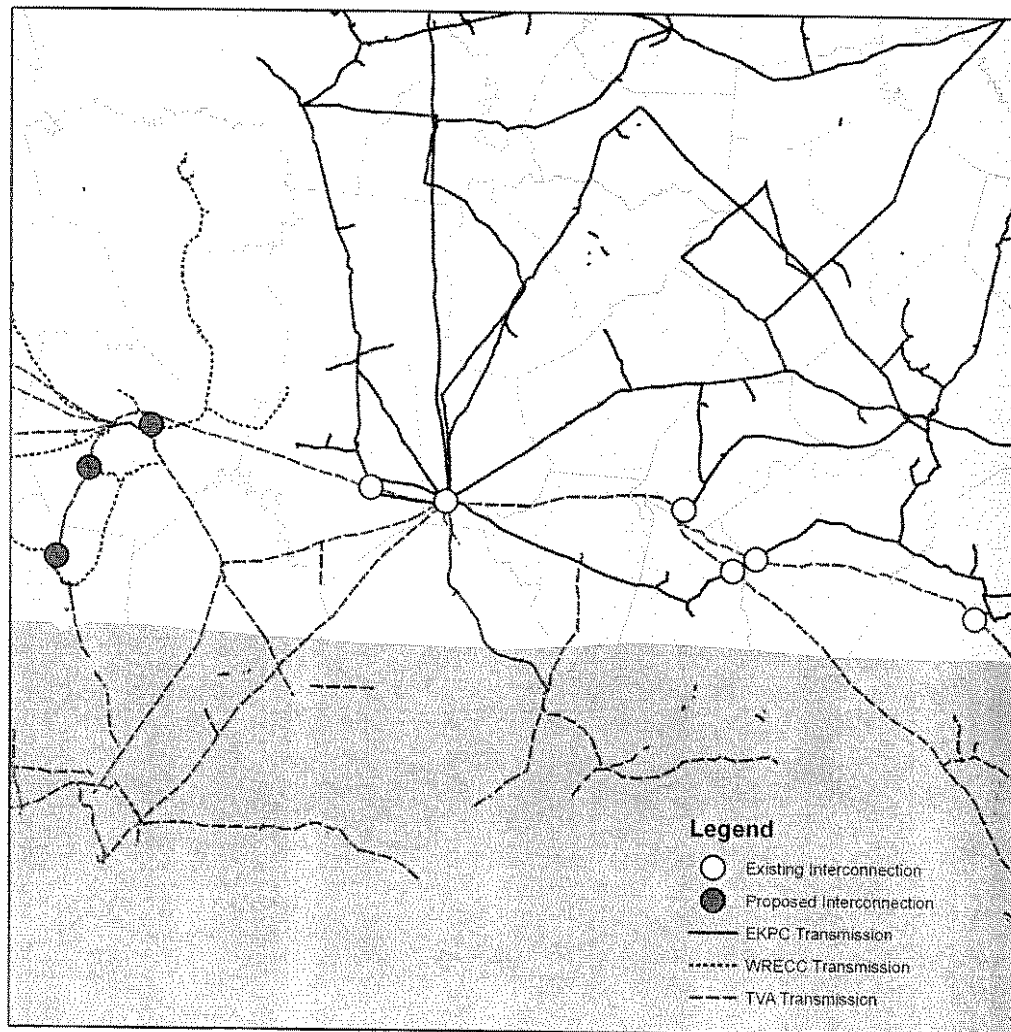 Legend
Existing Interconnection
Proposed Interconnection
EKPC Transmission
WRECC Transmission
TVA Transmission